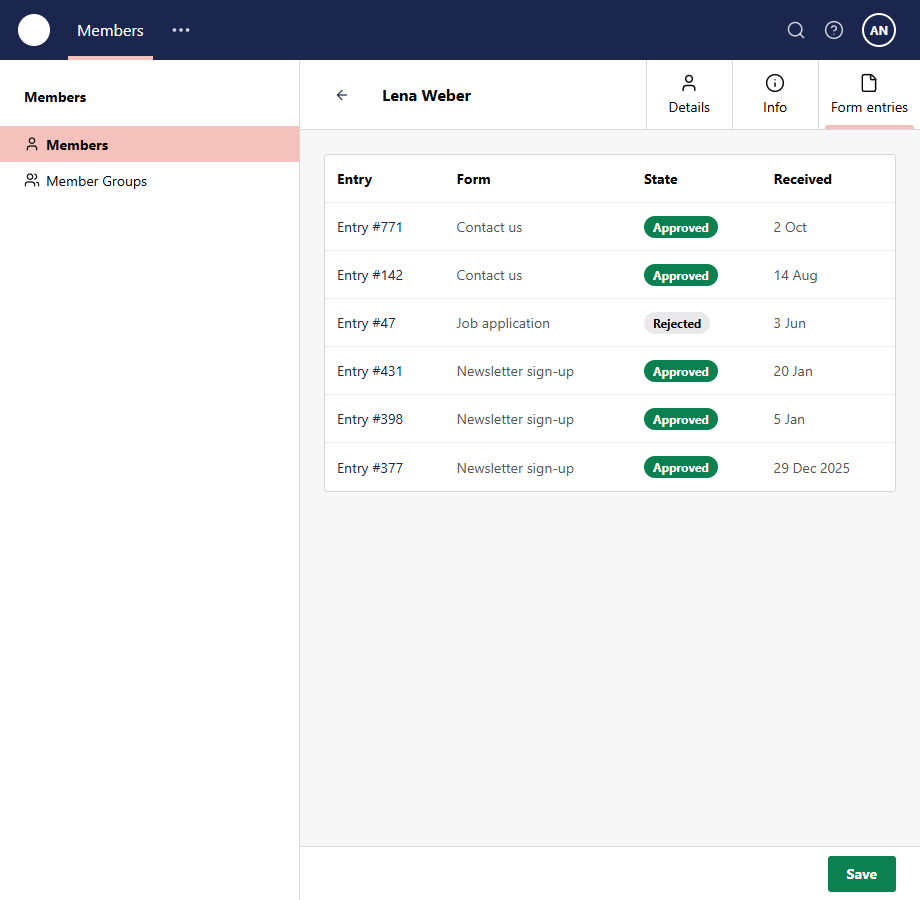 Members
AN
Members
Members
Member Groups
Lena Weber
Details
Info
Form entries
Entry Form State Received
Entry #771 Contact us Approved 2 Oct
Entry #142 Contact us Approved 14 Aug
Entry #47 Job application Rejected 3 Jun
Entry #431 Newsletter sign-up Approved 20 Jan
Entry #398 Newsletter sign-up Approved 5 Jan
Entry #377 Newsletter sign-up Approved 29 Dec 2025
Save